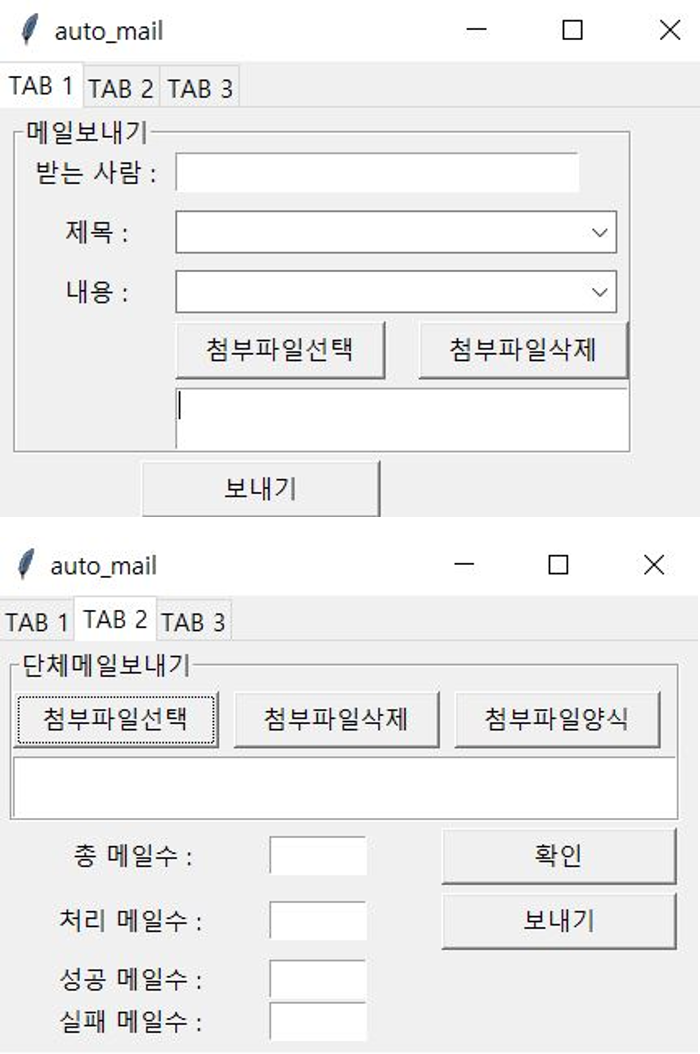 auto_mail
TAB 1 TAB 2 TAB 3
메일보내기
받는 사람 :
제목 :
내용 :
첨부파일선택 첨부파일삭제
보내기
auto_mail
TAB 1 TAB 2 TAB 3
단체메일보내기
첨부파일선택 첨부파일삭제 첨부파일양식
총 메일수 : 확인
처리 메일수 : 보내기
성공 메일수 :
실패 메일수 :